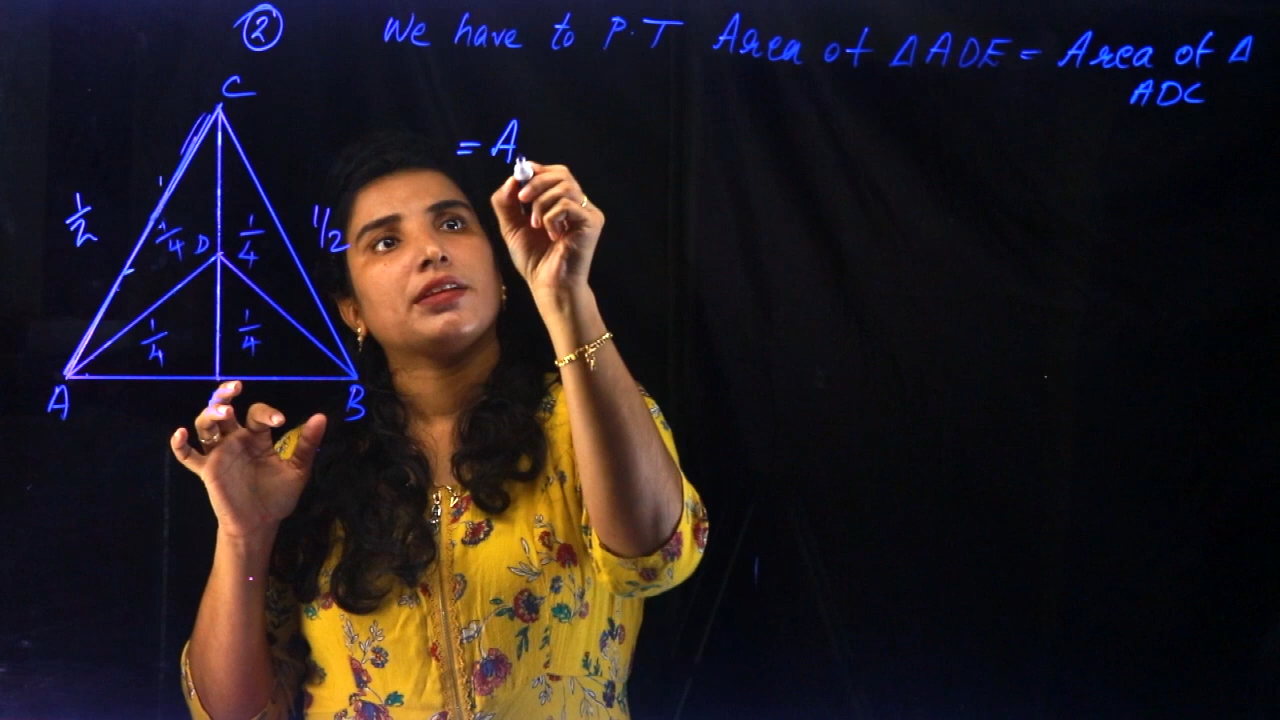 ②
We have to P.T Area of △ADE = Area of △
ADC
C
= A
1/2
1/2
1/4
D
1/4
1/4
1/4
A
B